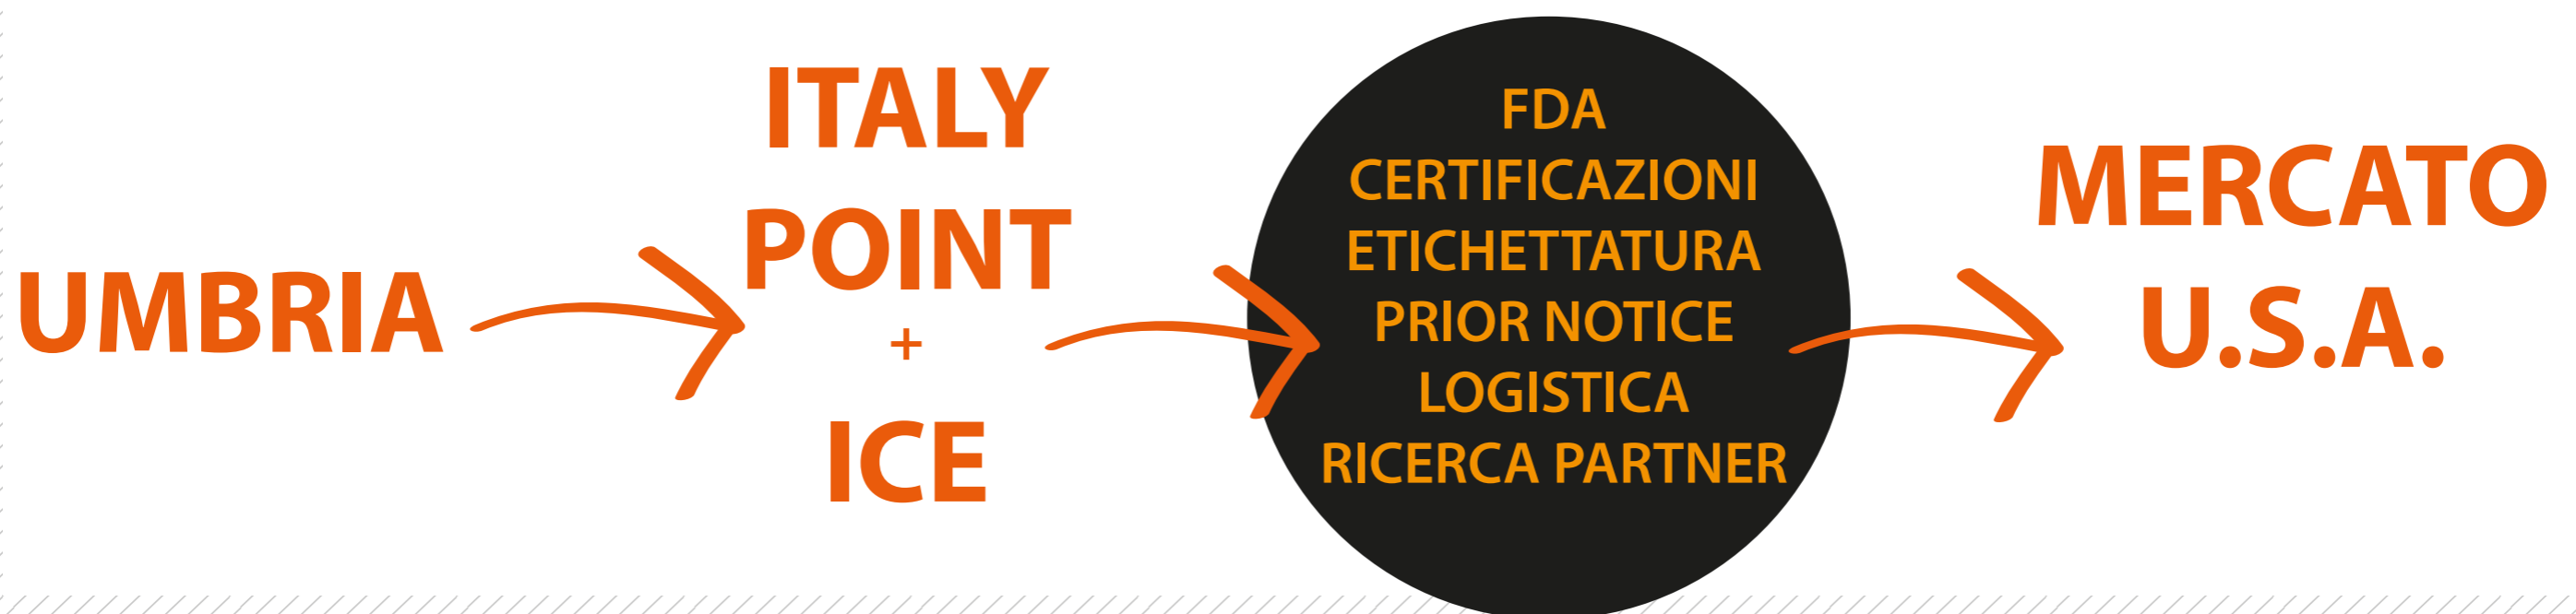 UMBRIA
ITALY
POINT
+
ICE
FDA
CERTIFICAZIONI
ETICHETTATURA
PRIOR NOTICE
LOGISTICA
RICERCA PARTNER
MERCATO
U.S.A.